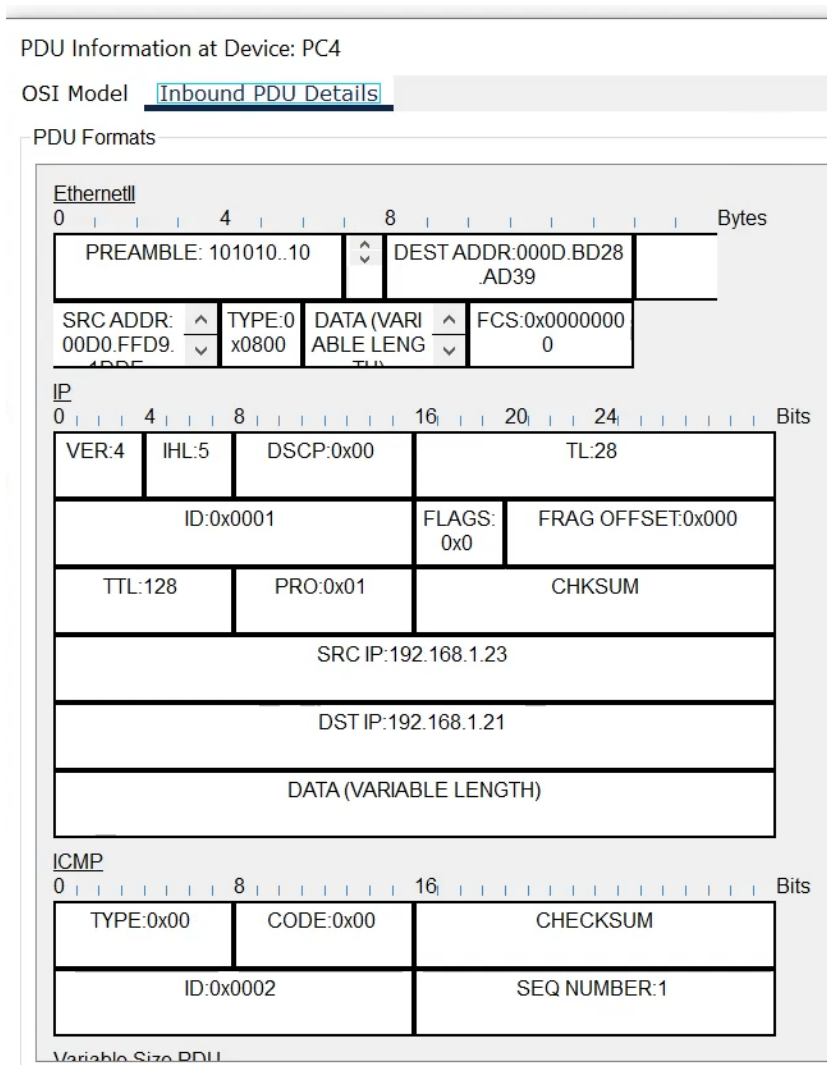 PDU Information at Device: PC4
OSI Model Inbound PDU Details
PDU Formats
EthernetII
0 4 8 Bytes
PREAMBLE: 101010..10 DEST ADDR:000D.BD28
.AD39
SRC ADDR: TYPE:0 DATA (VARI FCS:0x0000000
00D0.FFD9. x0800 ABLE LENG 0
TH)
IP
0 4 8 16 20 24 Bits
VER:4 IHL:5 DSCP:0x00 TL:28
ID:0x0001 FLAGS: FRAG OFFSET:0x000
0x0
TTL:128 PRO:0x01 CHKSUM
SRC IP:192.168.1.23
DST IP:192.168.1.21
DATA (VARIABLE LENGTH)
ICMP
0 8 16 Bits
TYPE:0x00 CODE:0x00 CHECKSUM
ID:0x0002 SEQ NUMBER:1
Variable Size PDU